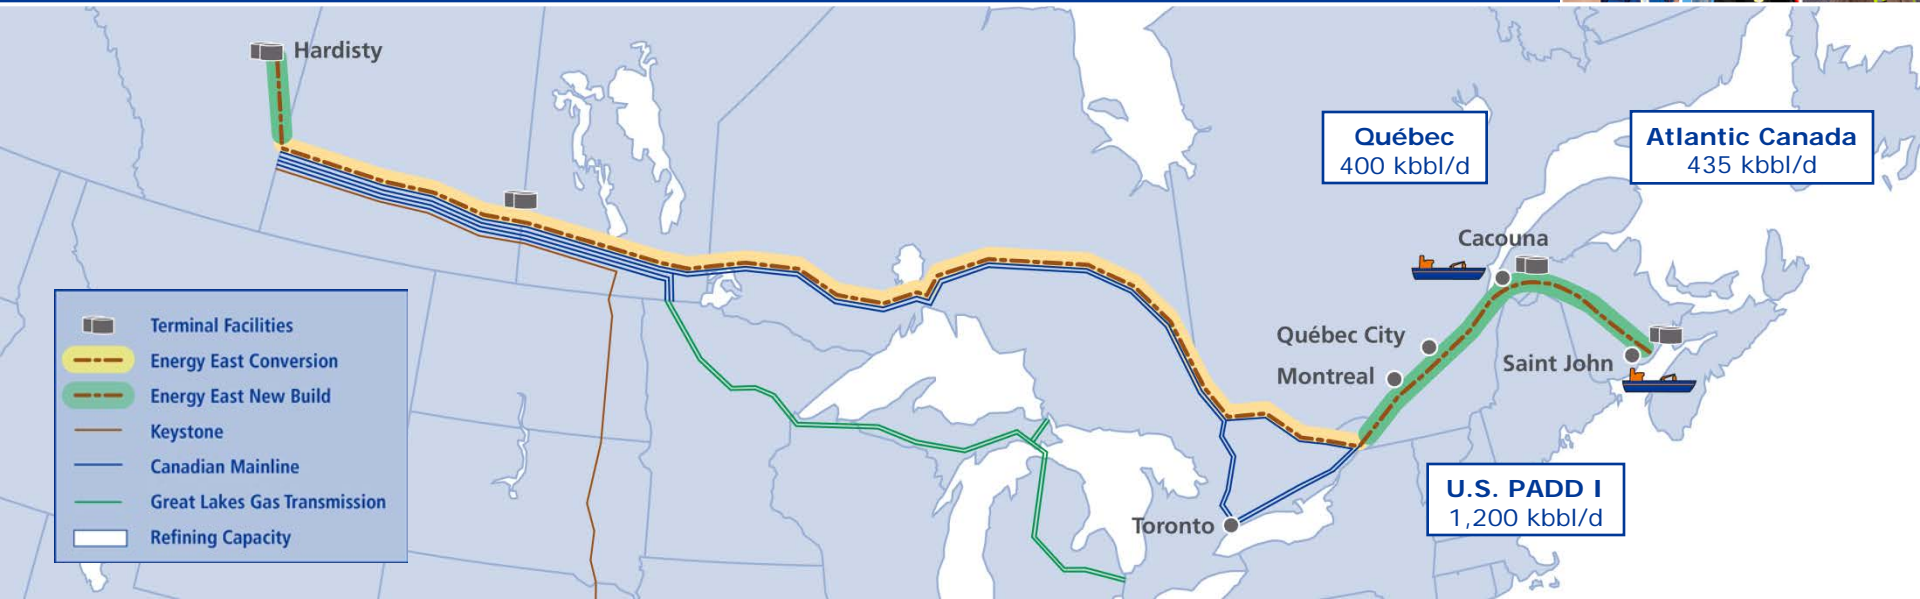 Hardisty
Québec
400 kbbl/d
Atlantic Canada
435 kbbl/d
Cacouna
Québec City
Montreal
Saint John
U.S. PADD I
1,200 kbbl/d
Toronto
Terminal Facilities
Energy East Conversion
Energy East New Build
Keystone
Canadian Mainline
Great Lakes Gas Transmission
Refining Capacity